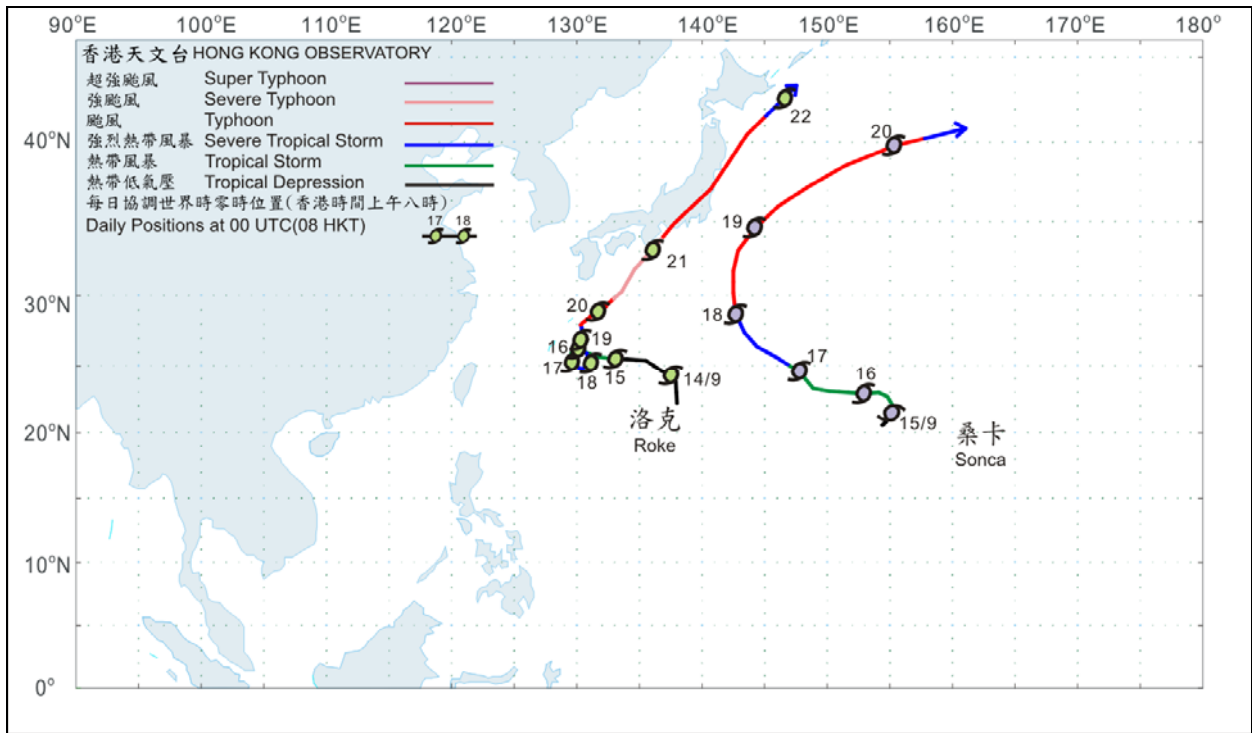 90°E 100°E 110°E 120°E 130°E 140°E 150°E 160°E 170°E 180°
香港天文台 HONG KONG OBSERVATORY
超強颱風 Super Typhoon
強颱風 Severe Typhoon
颱風 Typhoon
強烈熱帶風暴 Severe Tropical Storm
熱帶風暴 Tropical Storm
熱帶低氣壓 Tropical Depression
每日協調世界時零時位置(香港時間上午八時)
Daily Positions at 00 UTC(08 HKT)
17 18
40°N
30°N
20°N
10°N
0°
22
21
20
19
16
17
18
15
14/9
洛克
Roke
20
19
18
17
16
15/9
桑卡
Sonca